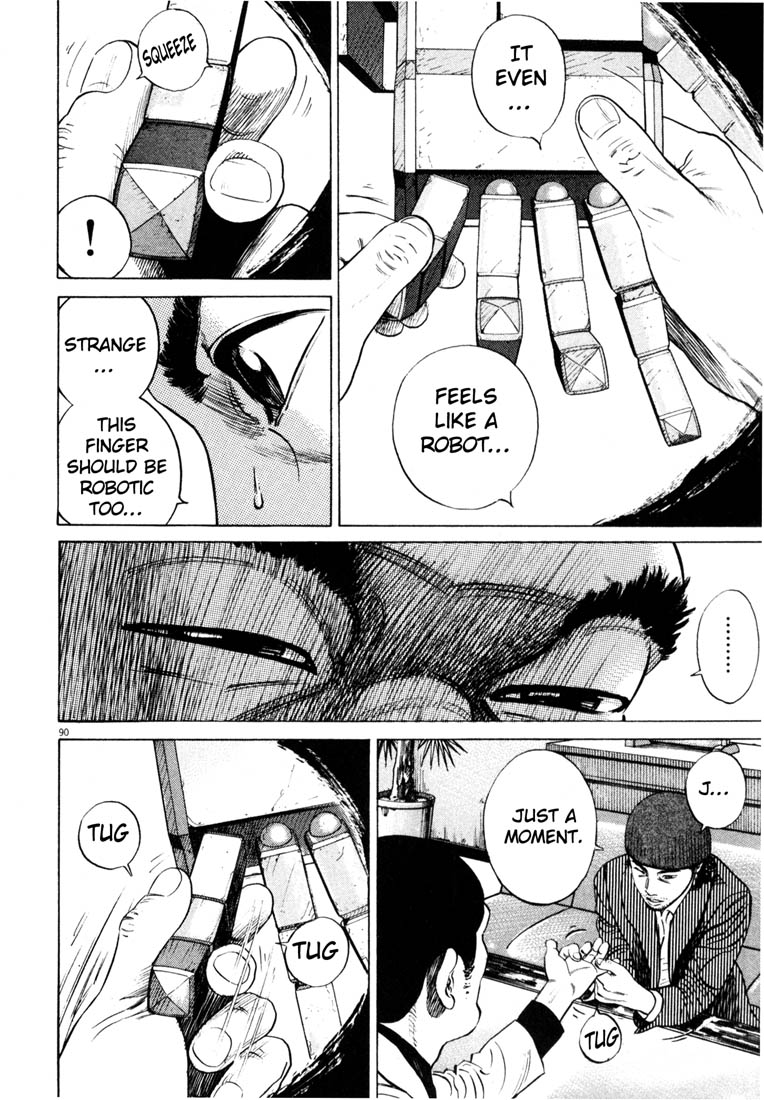 IT
EVEN
...
FEELS
LIKE A
ROBOT...
SQUEEZE
!
STRANGE
...
THIS
FINGER
SHOULD BE
ROBOTIC
TOO...
........
90
J...
JUST A
MOMENT.
TUG
TUG
TUG